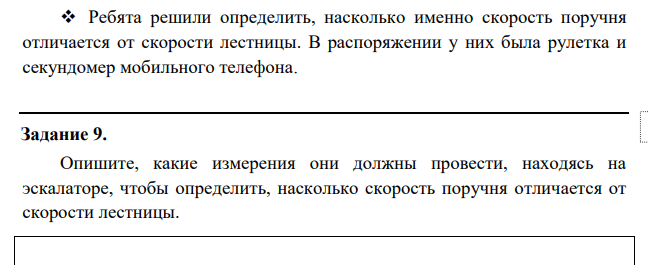 ❖ Ребята решили определить, насколько именно скорость поручня
отличается от скорости лестницы. В распоряжении у них была рулетка и
секундомер мобильного телефона.
Задание 9.
Опишите, какие измерения они должны провести, находясь на
эскалаторе, чтобы определить, насколько скорость поручня отличается от
скорости лестницы.